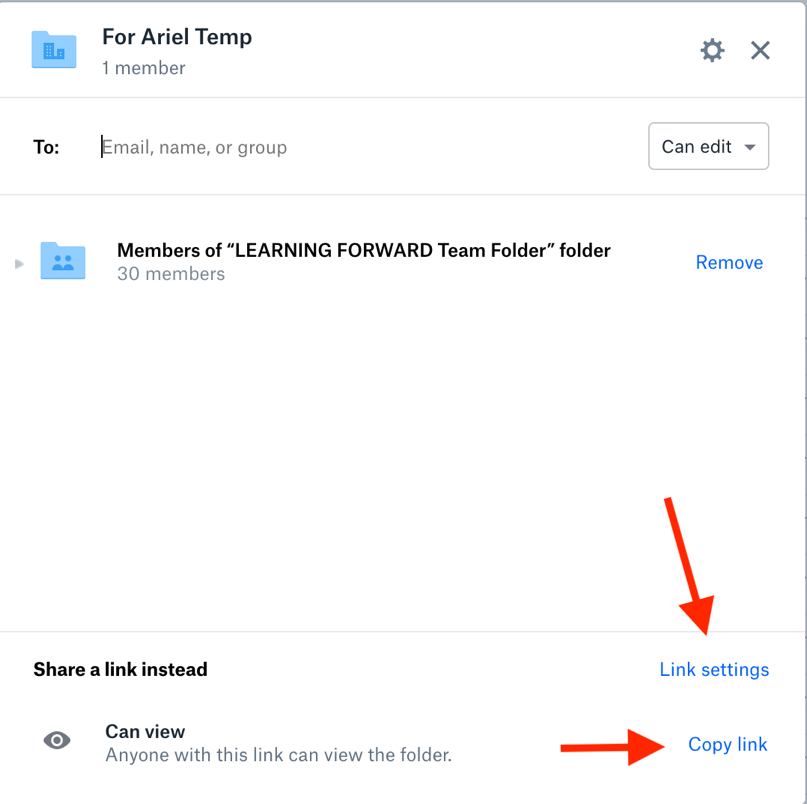 For Ariel Temp
1 member
To: Email, name, or group Can edit
Members of “LEARNING FORWARD Team Folder” folder
30 members
Remove
Share a link instead Link settings
Can view
Anyone with this link can view the folder.
Copy link